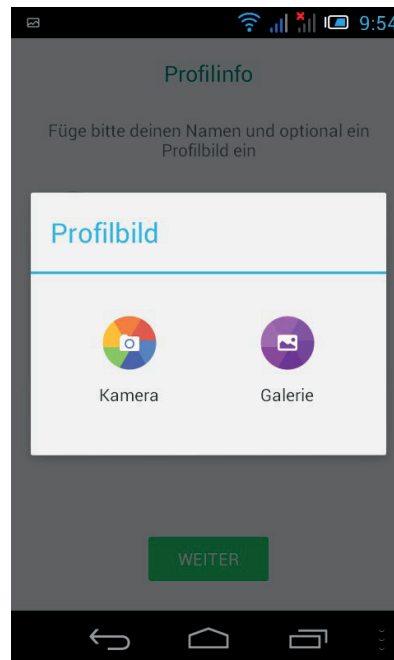 9:54
Profilinfo
Füge bitte deinen Namen und optional ein
Profilbild ein
Profilbild
Kamera
Galerie
WEITER